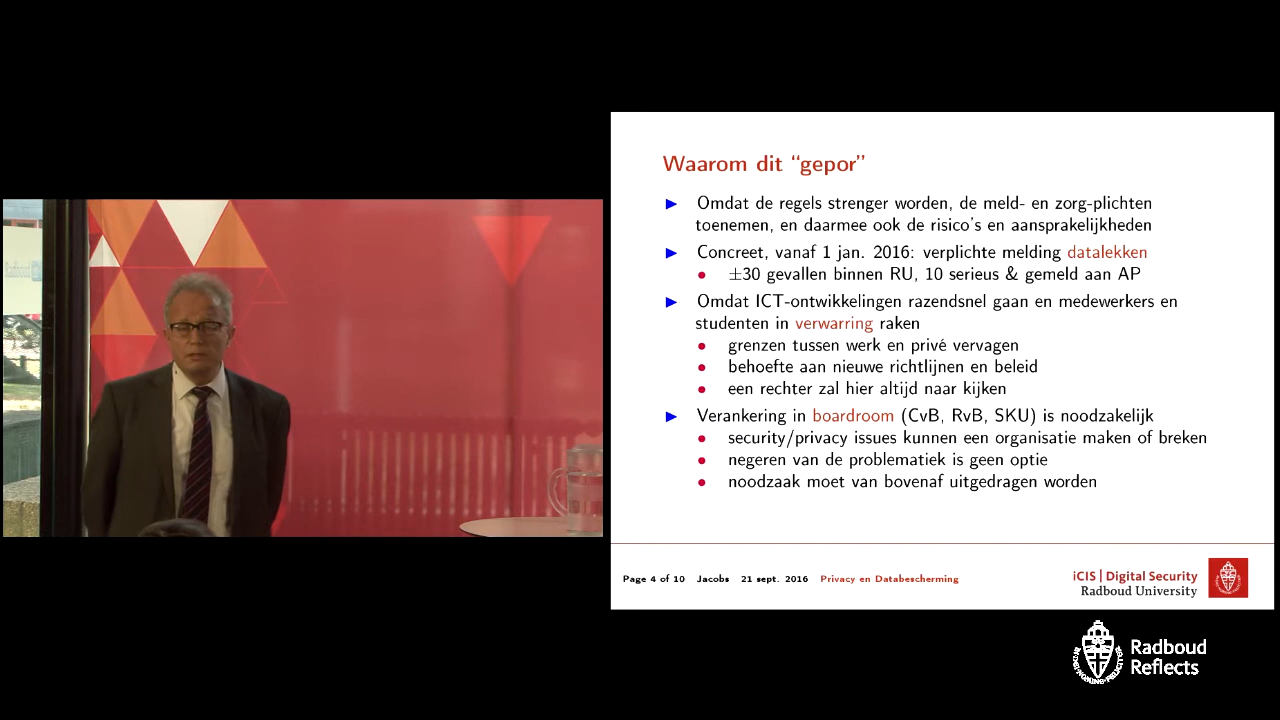 Waarom dit “gepor”
Omdat de regels strenger worden, de meld- en zorg-plichten
toenemen, en daarmee ook de risico's en aansprakelijkheden
Concreet, vanaf 1 jan. 2016: verplichte melding datalekken
±30 gevallen binnen RU, 10 serieus & gemeld aan AP
Omdat ICT-ontwikkelingen razendsnel gaan en medewerkers en
studenten in verwarring raken
grenzen tussen werk en privé vervagen
behoefte aan nieuwe richtlijnen en beleid
een rechter zal hier altijd naar kijken
Verankering in boardroom (CvB, RvB, SKU) is noodzakelijk
security/privacy issues kunnen een organisatie maken of breken
negeren van de problematiek is geen optie
noodzaak moet van bovenaf uitgedragen worden
Page 4 of 10 Jacobs 21 sept. 2016 Privacy en Databescherming
iCIS | Digital Security
Radboud University
Radboud
Reflects